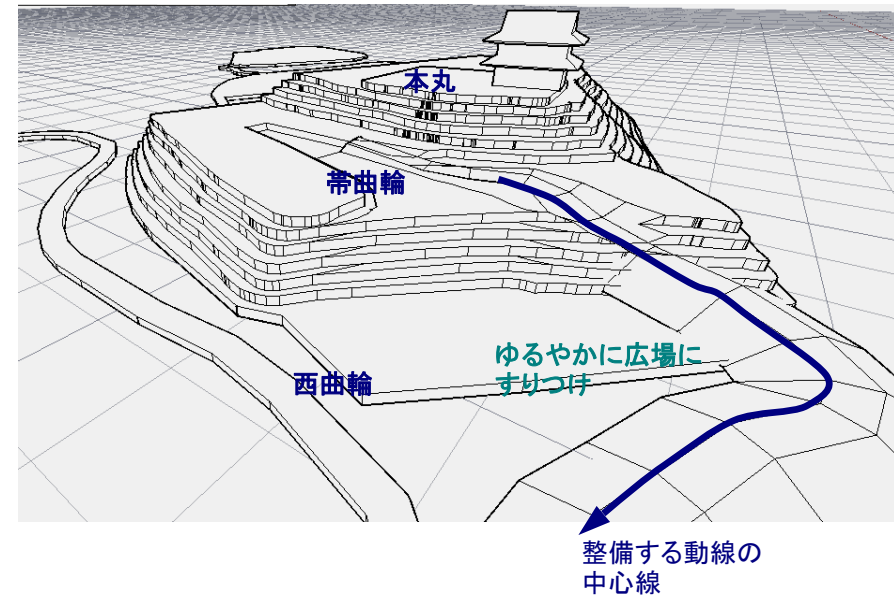 本丸
帯曲輪
ゆるやかに広場に
すりつけ
西曲輪
整備する動線の
中心線